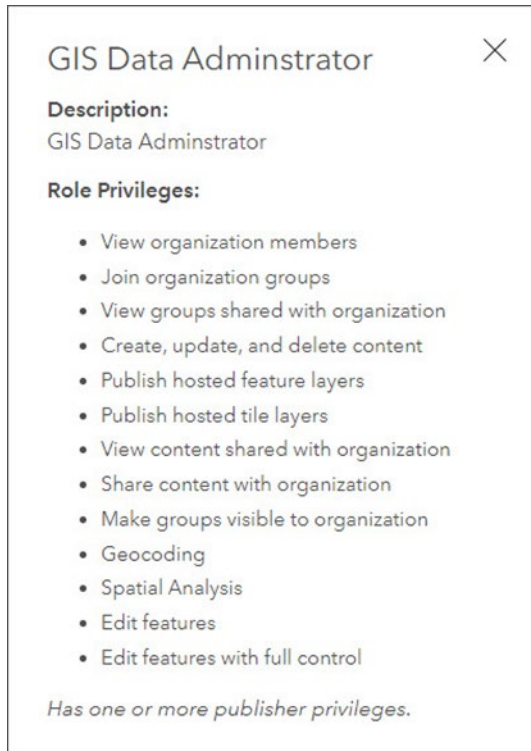 GIS Data Adminstrator
Description:
GIS Data Adminstrator
Role Privileges:
• View organization members
• Join organization groups
• View groups shared with organization
• Create, update, and delete content
• Publish hosted feature layers
• Publish hosted tile layers
• View content shared with organization
• Share content with organization
• Make groups visible to organization
• Geocoding
• Spatial Analysis
• Edit features
• Edit features with full control
Has one or more publisher privileges.